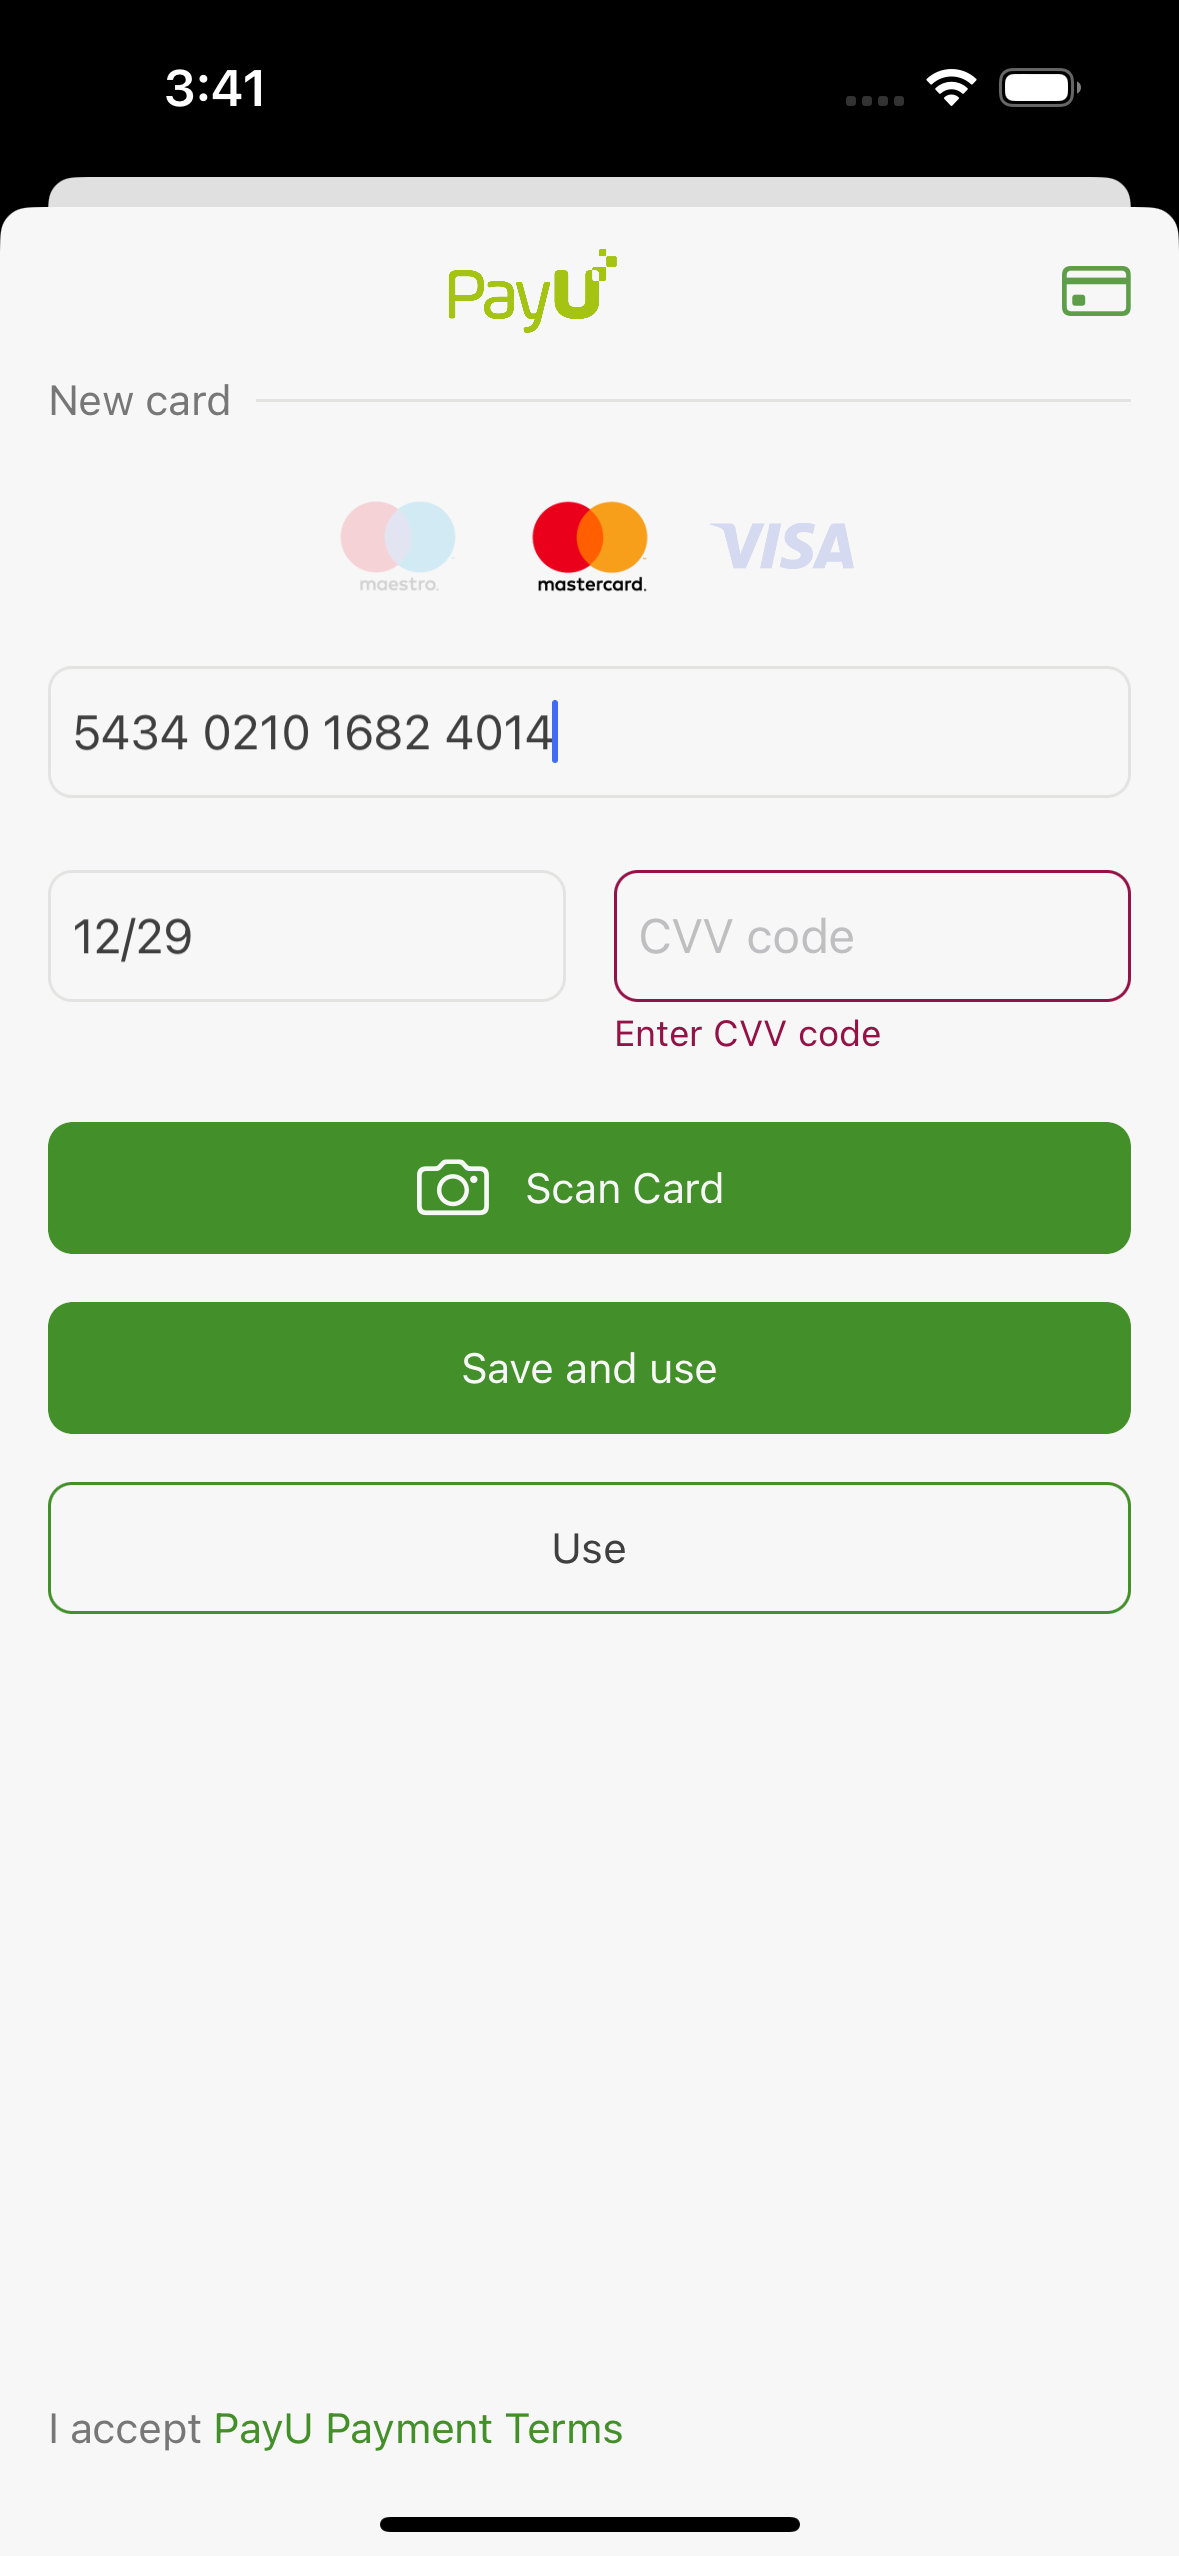 3:41
PayU
New card
maestro.
mastercard.
VISA
5434 0210 1682 4014
12/29
CVV code
Enter CVV code
Scan Card
Save and use
Use
I accept PayU Payment Terms